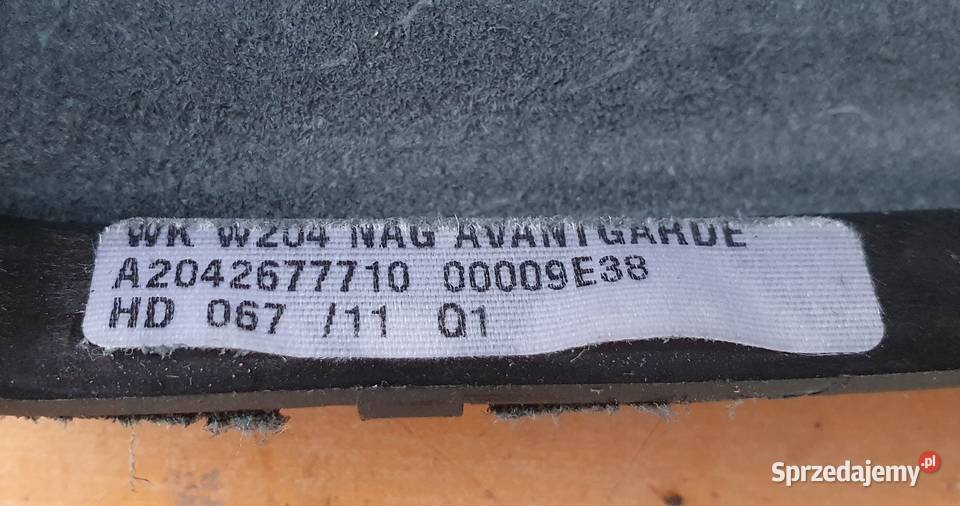 WK W204 NAG AVANTGARDE
A2042677710 00009E38
HD 067 /11 Q1
Sprzedajemy.pl